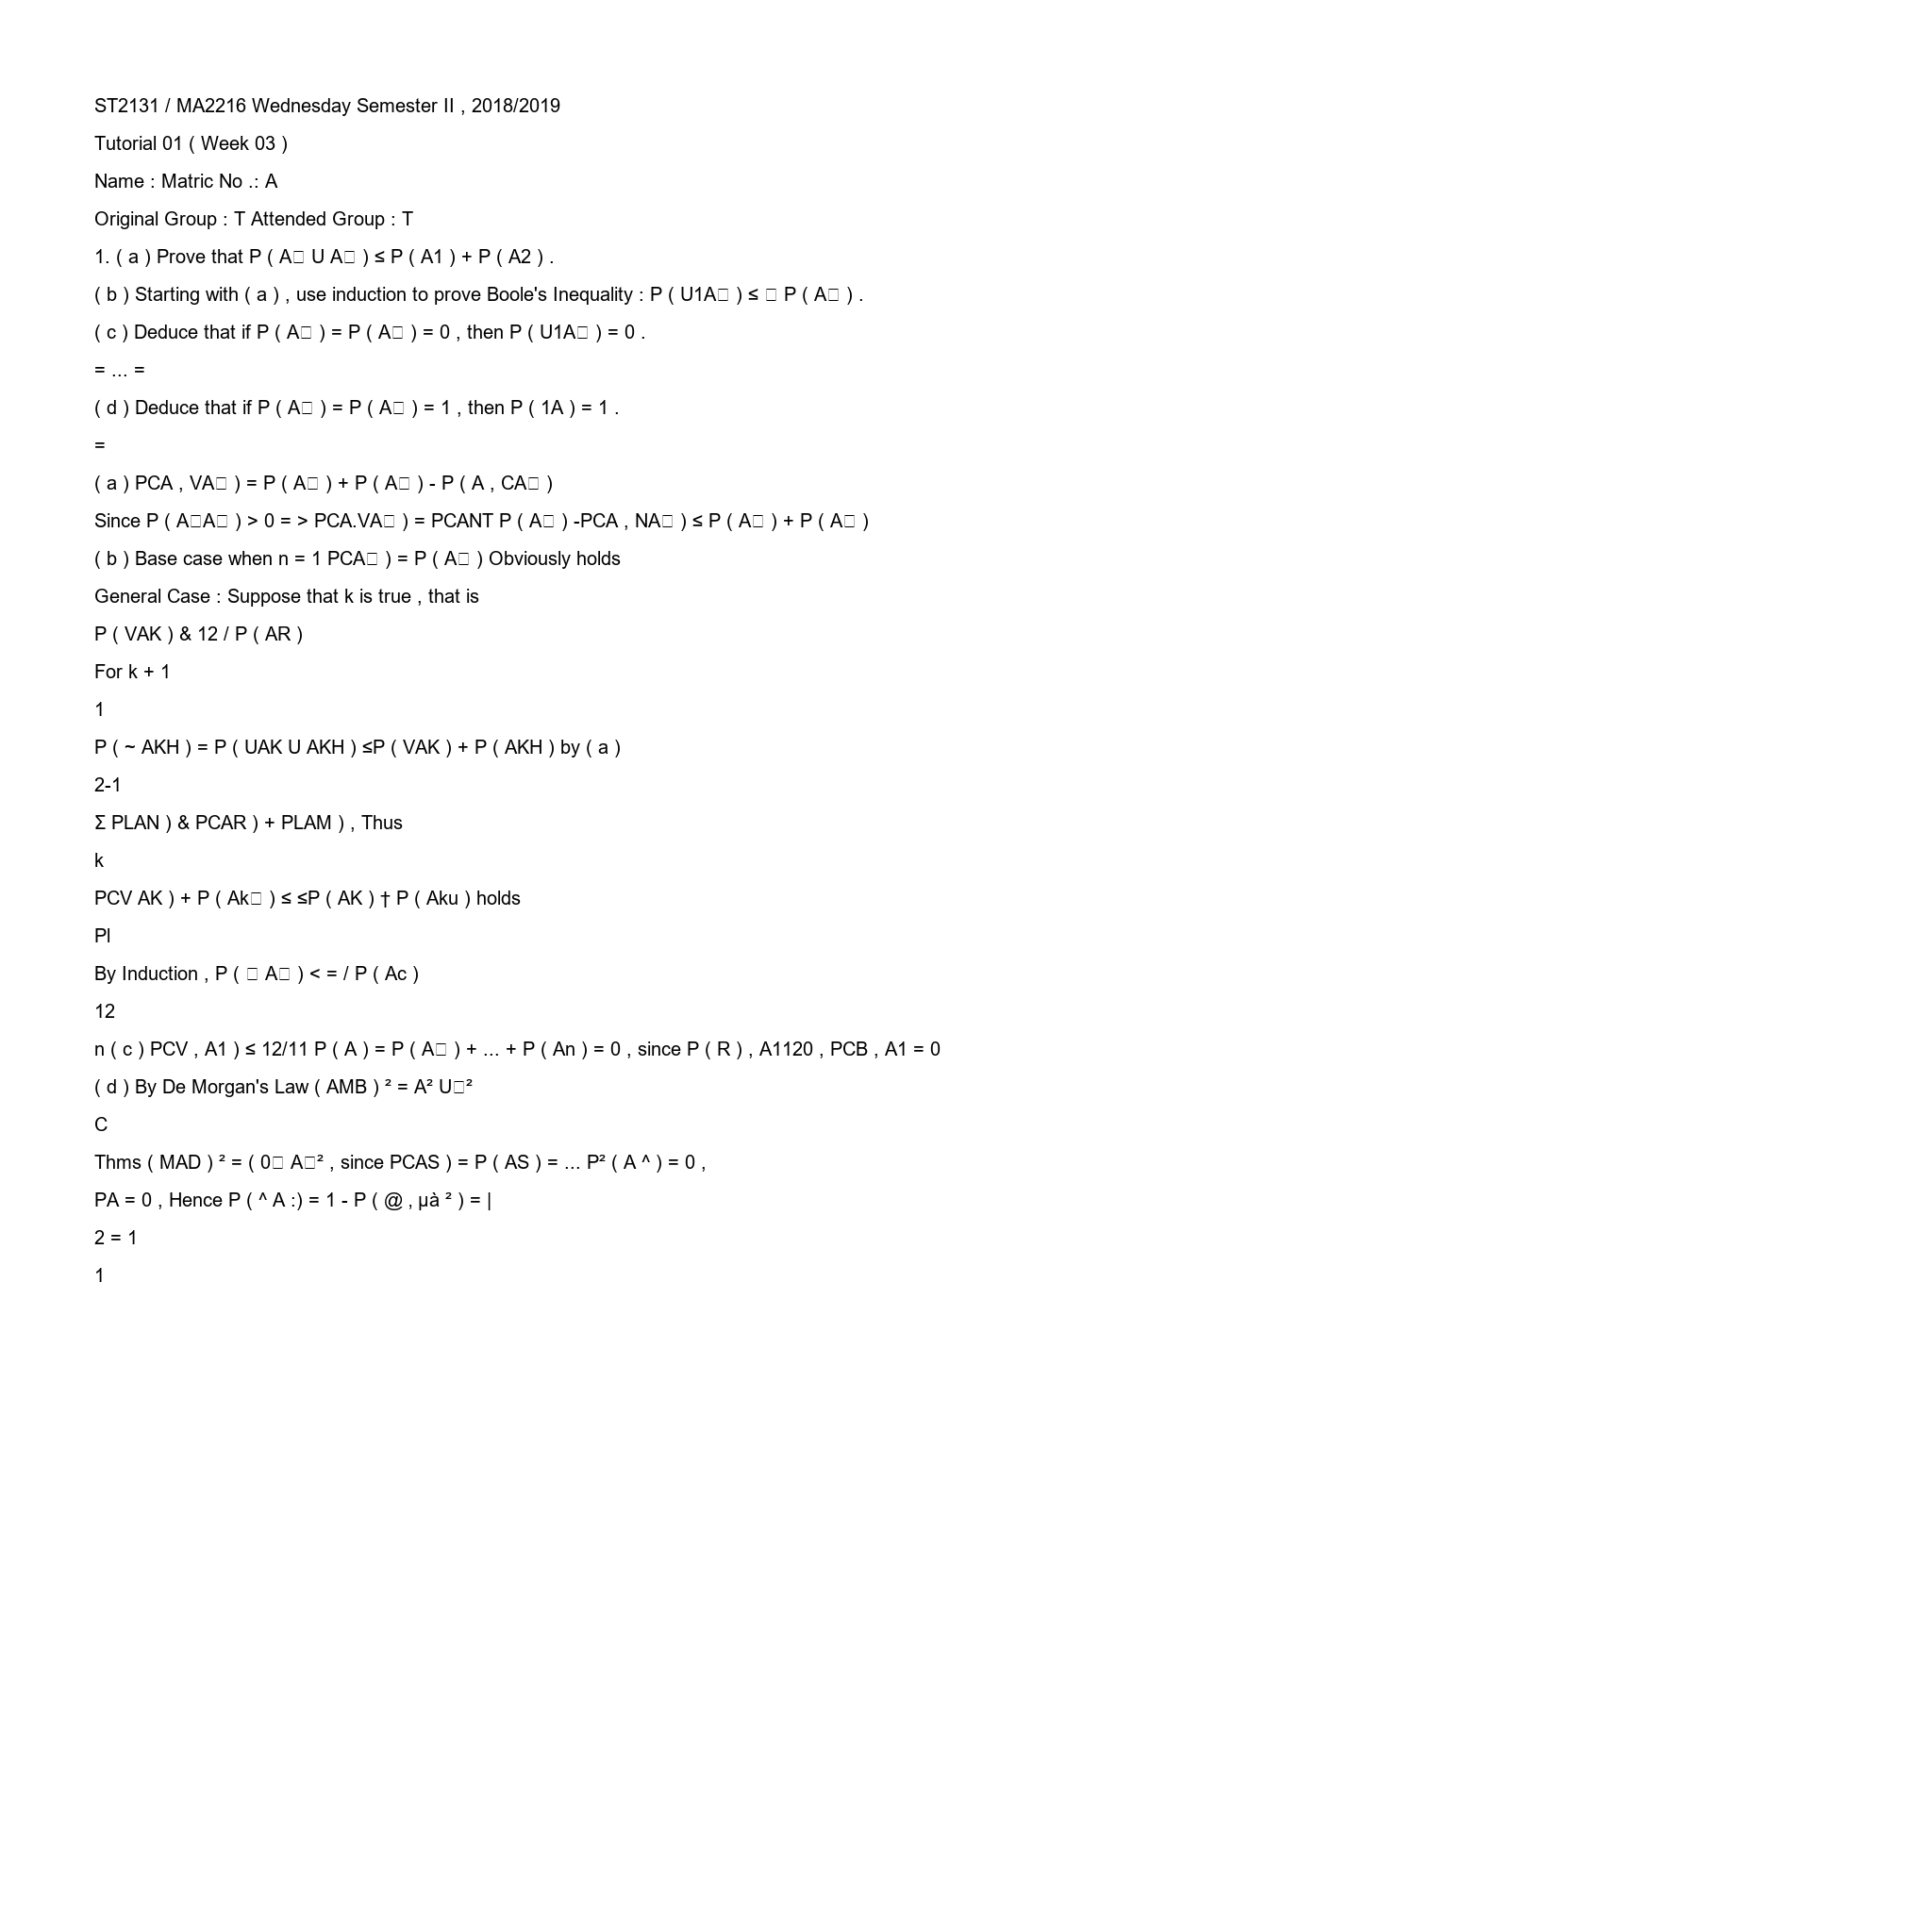 ST2131 / MA2216 Wednesday Semester II , 2018/2019
Tutorial 01 ( Week 03 )
Name : Matric No .: A
Original Group : T Attended Group : T
1. ( a ) Prove that P ( A□ U A□ ) ≤ P ( A1 ) + P ( A2 ) .
( b ) Starting with ( a ) , use induction to prove Boole's Inequality : P ( U1A□ ) ≤ □ P ( A□ ) .
( c ) Deduce that if P ( A□ ) = P ( A□ ) = 0 , then P ( U1A□ ) = 0 .
= ... =
( d ) Deduce that if P ( A□ ) = P ( A□ ) = 1 , then P ( 1A ) = 1 .
=
( a ) PCA , VA□ ) = P ( A□ ) + P ( A□ ) - P ( A , CA□ )
Since P ( A□A□ ) > 0 = > PCA.VA□ ) = PCANT P ( A□ ) -PCA , NA□ ) ≤ P ( A□ ) + P ( A□ )
( b ) Base case when n = 1 PCA□ ) = P ( A□ ) Obviously holds
General Case : Suppose that k is true , that is
P ( VAK ) & 12 / P ( AR )
For k + 1
1
P ( ~ AKH ) = P ( UAK U AKH ) ≤P ( VAK ) + P ( AKH ) by ( a )
2-1
Σ PLAN ) & PCAR ) + PLAM ) , Thus
k
PCV AK ) + P ( Ak□ ) ≤ ≤P ( AK ) † P ( Aku ) holds
Pl
By Induction , P ( □ A□ ) < = / P ( Ac )
12
n ( c ) PCV , A1 ) ≤ 12/11 P ( A ) = P ( A□ ) + ... + P ( An ) = 0 , since P ( R ) , A1120 , PCB , A1 = 0
( d ) By De Morgan's Law ( AMB ) ² = A² U□²
C
Thms ( MAD ) ² = ( 0□ A□² , since PCAS ) = P ( AS ) = ... P² ( A ^ ) = 0 ,
PA = 0 , Hence P ( ^ A :) = 1 - P ( @ , µà ² ) = |
2 = 1
1